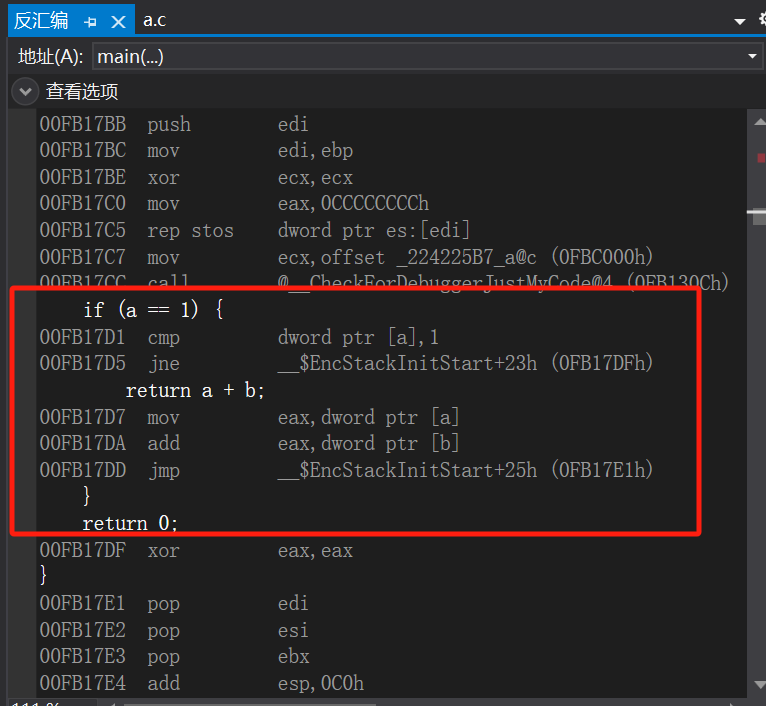 反汇编 a.c
地址(A): main(...)
查看选项
00FB17BB push edi
00FB17BC mov edi,ebp
00FB17BE xor ecx,ecx
00FB17C0 mov eax,0CCCCCCCCh
00FB17C5 rep stos dword ptr es:[edi]
00FB17C7 mov ecx,offset _224225B7_a@c (0FBC000h)
00FB17CC call @__CheckForDebuggerJustMyCode@4 (0FB130Ch)
if (a == 1) {
00FB17D1 cmp dword ptr [a],1
00FB17D5 jne __$EncStackInitStart+23h (0FB17DFh)
return a + b;
00FB17D7 mov eax,dword ptr [a]
00FB17DA add eax,dword ptr [b]
00FB17DD jmp __$EncStackInitStart+25h (0FB17E1h)
}
return 0;
00FB17DF xor eax,eax
}
00FB17E1 pop edi
00FB17E2 pop esi
00FB17E3 pop ebx
00FB17E4 add esp,0C0h